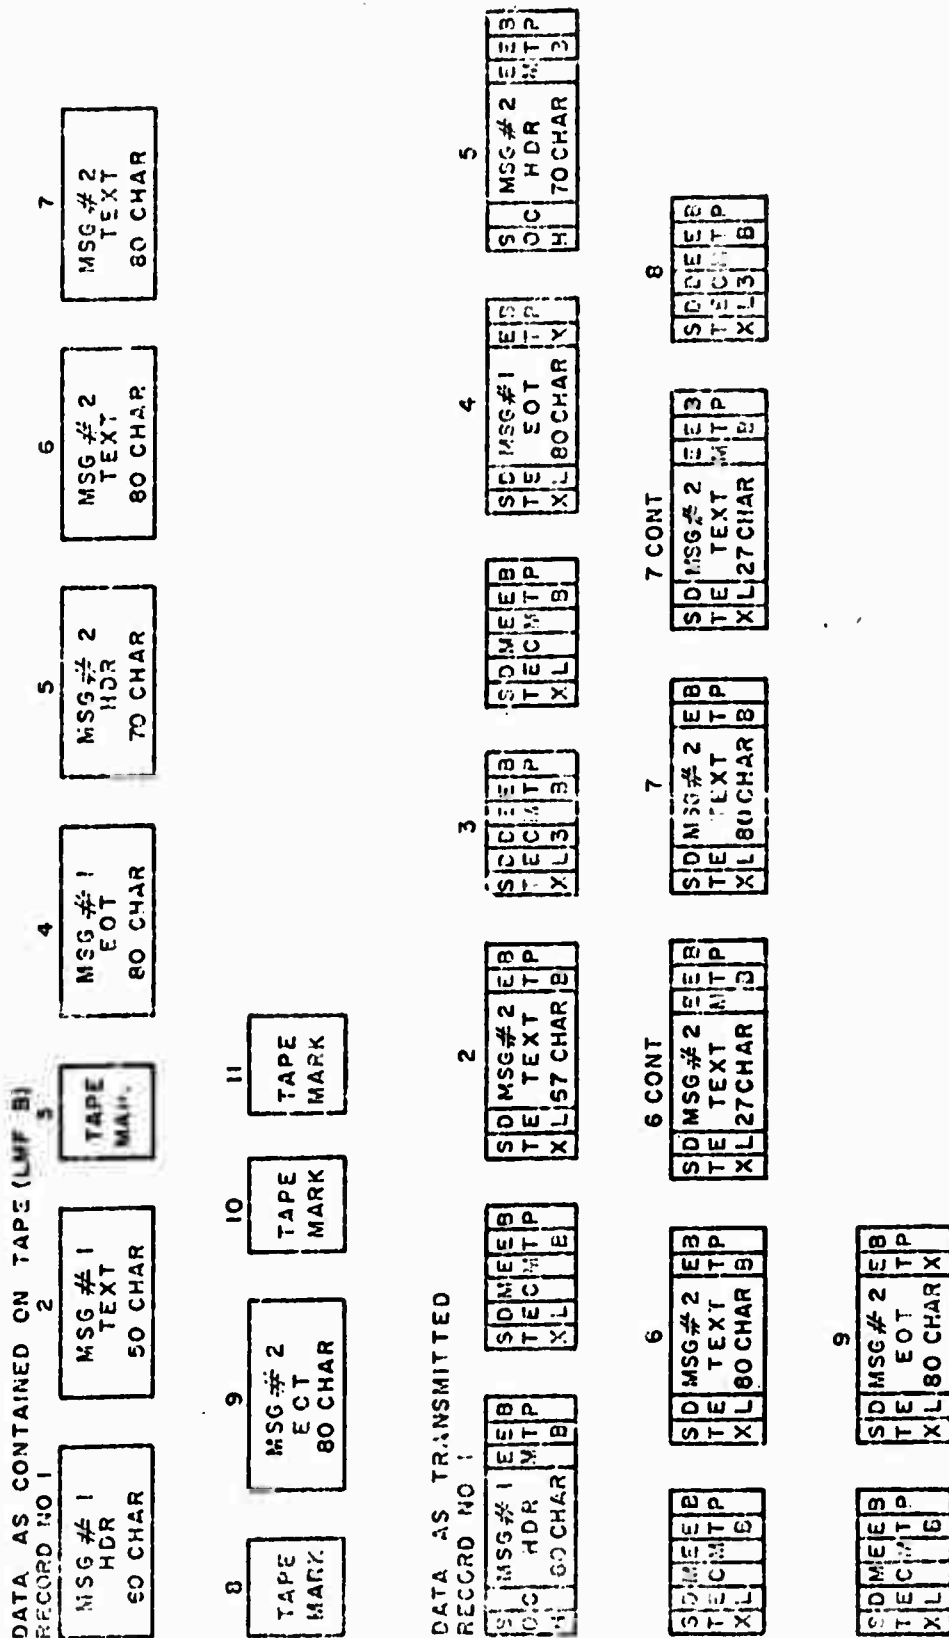 DATA AS CONTAINED ON TAPE (LMF B)
RECORD NO 1
2
3
4
5
6
7
MSG # 1
HDR
60 CHAR
MSG # 1
TEXT
50 CHAR
TAPE
MSG # 1
EOT
80 CHAR
MSG # 2
HDR
70 CHAR
MSG # 2
TEXT
80 CHAR
MSG # 2
TEXT
80 CHAR
8
9
10
11
TAPE
MARK
MSG # 2
ECT
80 CHAR
TAPE
MARK
TAPE
MARK
DATA AS TRANSMITTED
RECORD NO 1
2
3
4
5
S C MSG# 1 E E B
O HDR M T P
H 60 CHAR B
S D M E E B
T E C M T P
X L B
S D MSG# 2 E B
T E TEXT T P
X L 57 CHAR B
S D C E E B
T E C M T P
X L 3 B
S D M E E B
T E C M T P
X L B
S D MSG# 1 E B
T E EOT T P
X L 80 CHAR X
S C MSG# 2 E E B
O HDR M T P
H 70 CHAR B
6
6 CONT
7
7 CONT
8
S D M E E B
T E C M T P
X L B
S D MSG# 2 E B
T E TEXT T P
X L 80 CHAR B
S D MSG# 2 E E B
T E TEXT M T P
X L 27 CHAR B
S D MSG# 2 E B
T E TEXT T P
X L 80 CHAR B
S D MSG# 2 E E B
T E TEXT M T P
X L 27 CHAR B
S D D E E B
T E C M T P
X L 3 B
9
S D M E E B
T E C M T P
X L B
S D MSG# 2 E B
T E EOT T P
X L 80 CHAR X